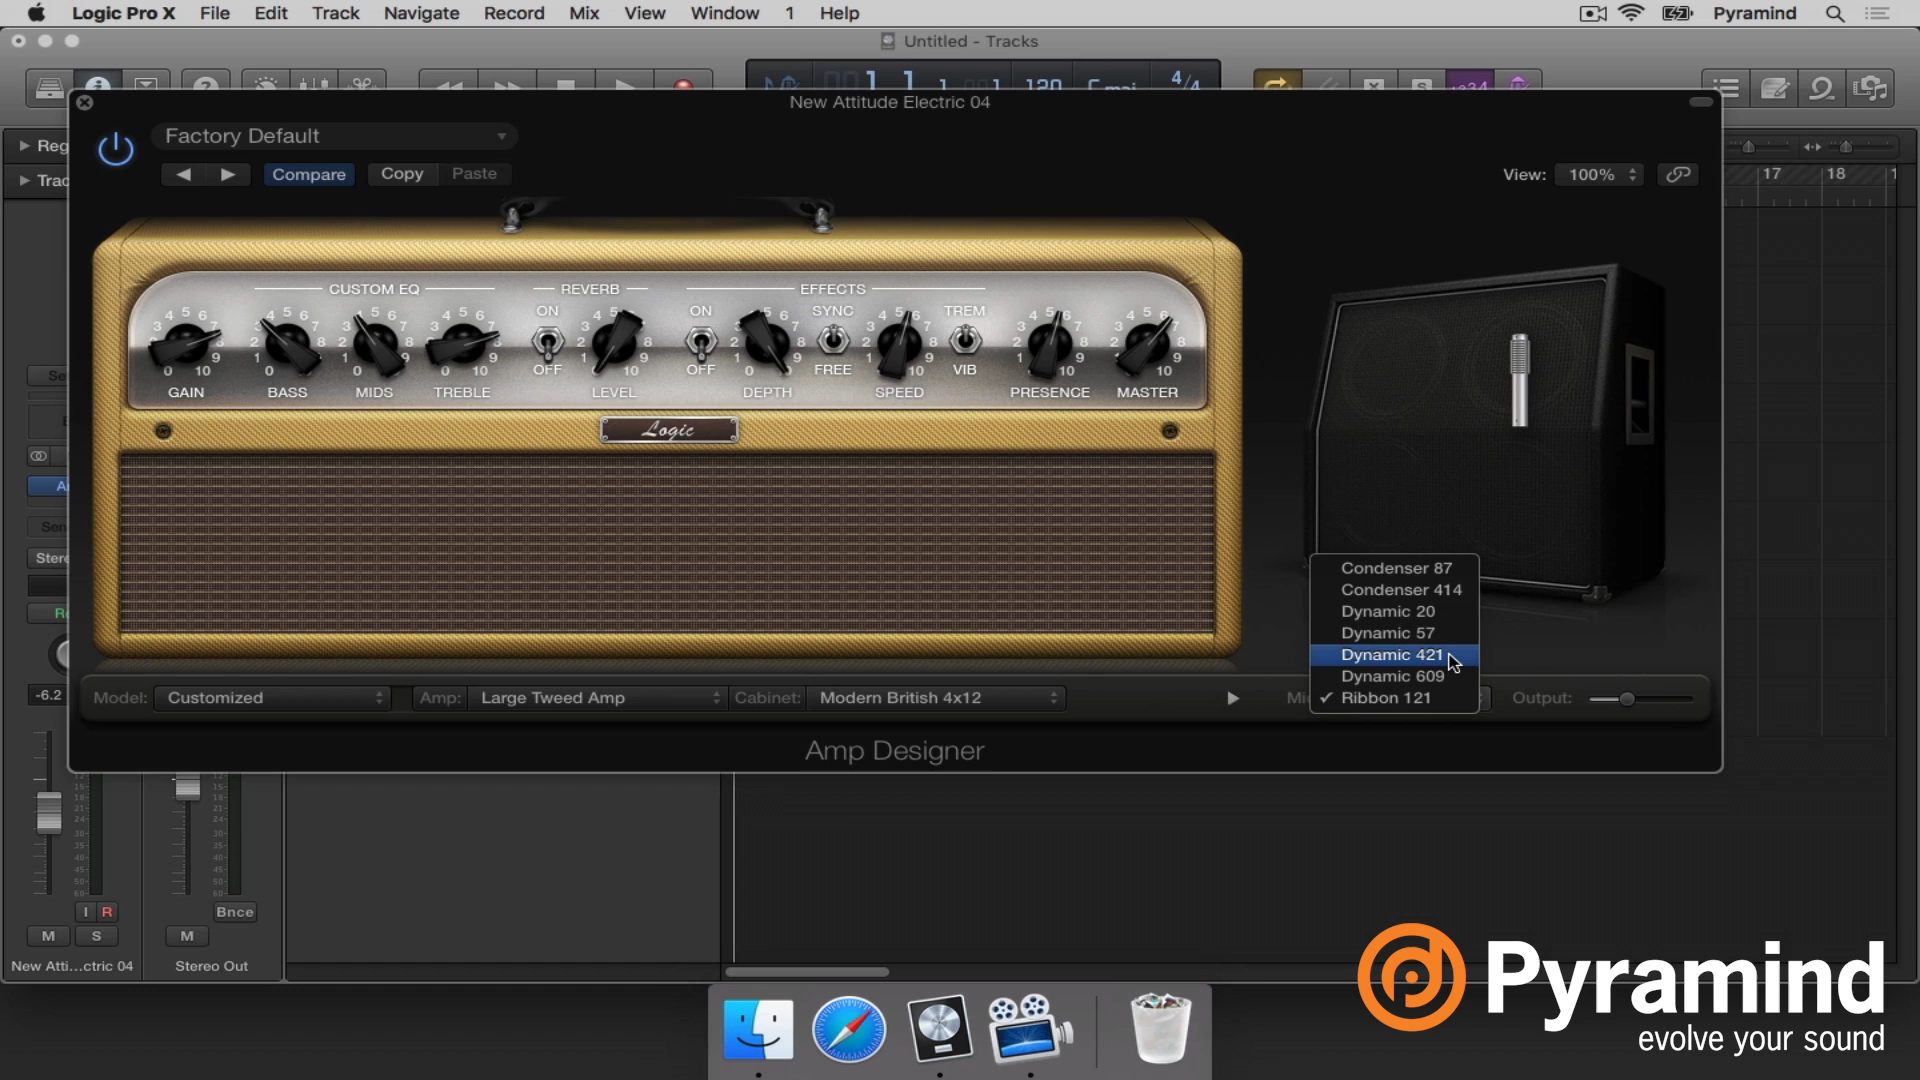 Logic Pro X File Edit Track Navigate Record Mix View Window 1 Help Pyramind
Untitled - Tracks
New Attitude Electric 04
Factory Default
Compare Copy Paste
View: 100%
17 18
CUSTOM EQ REVERB EFFECTS
ON ON SYNC TREM
OFF OFF FREE VIB
GAIN BASS MIDS TREBLE LEVEL DEPTH SPEED PRESENCE MASTER
Logic
Condenser 87
Condenser 414
Dynamic 20
Dynamic 57
Dynamic 421
Dynamic 609
Ribbon 121
-6.2
Model: Customized Amp: Large Tweed Amp Cabinet: Modern British 4x12 Output:
Amp Designer
I R Bnce
M S M
New Atti...ctric 04 Stereo Out
Pyramind
evolve your sound